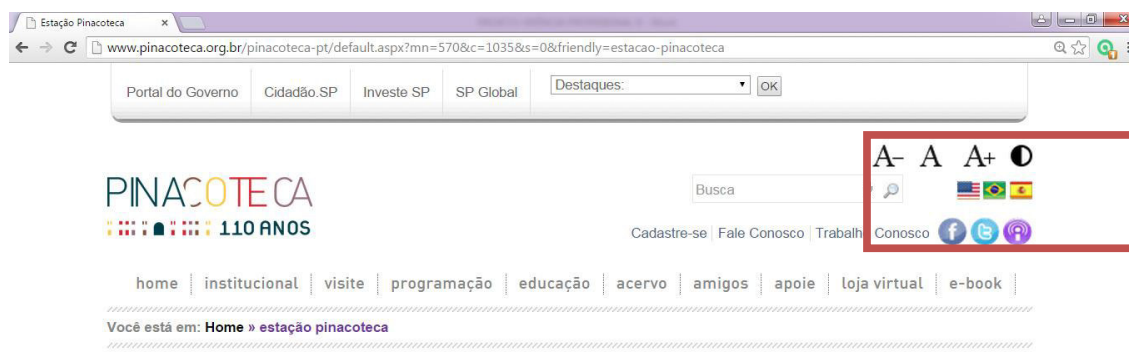 Estação Pinacoteca
www.pinacoteca.org.br/pinacoteca-pt/default.aspx?mn=570&c=1035&s=0&friendly=estacao-pinacoteca
Portal do Governo Cidadão.SP Investe SP SP Global Destaques: OK
A- A A+
PINACOTECA
Busca
110 ANOS
Cadastre-se Fale Conosco Conosco
home institucional visite programação educação acervo amigos apoie loja virtual e-book
Você está em: Home » estação pinacoteca